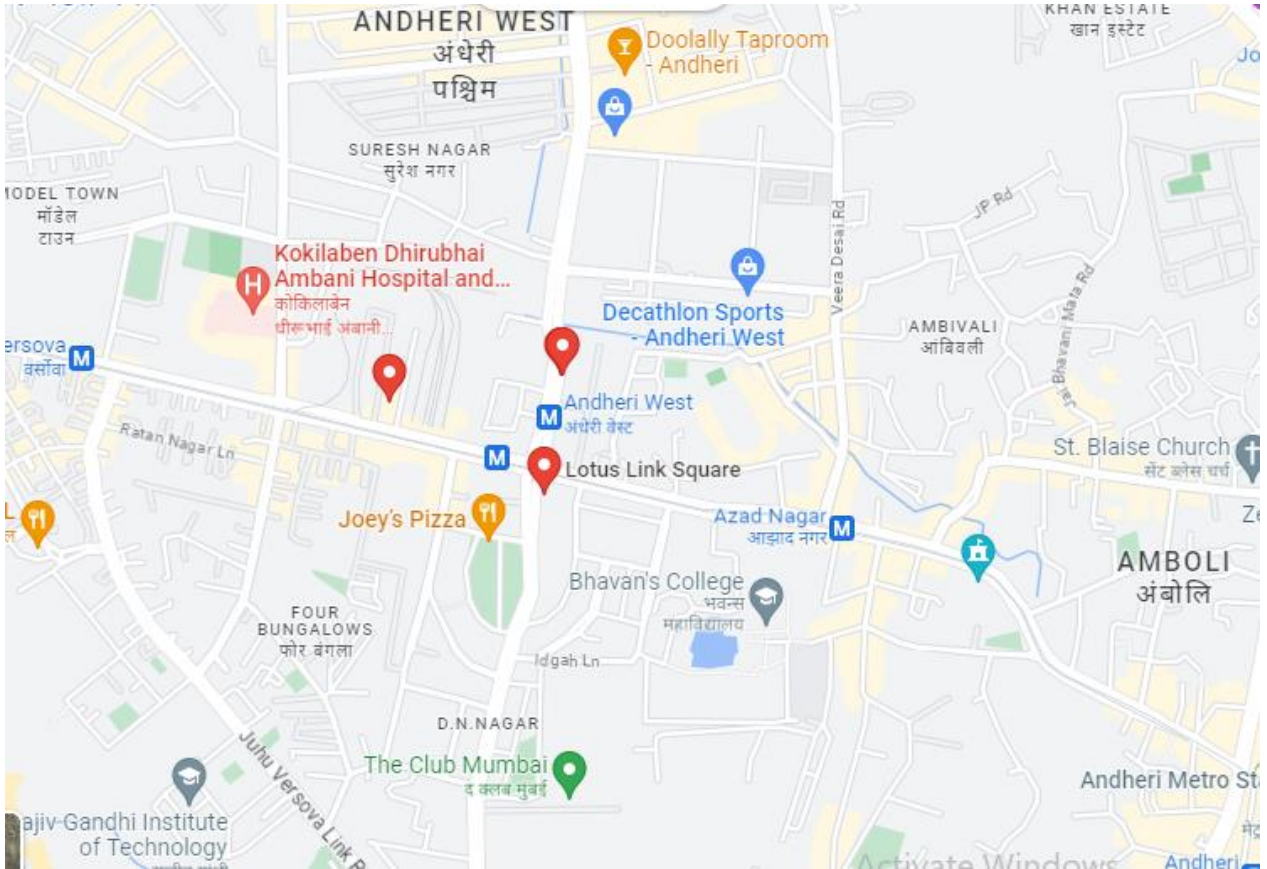 ANDHERI WEST
अंधेरी
पश्चिम
Doolally Taproom
- Andheri
KHAN ESTATE
खान इस्टेट
Jo
SURESH NAGAR
सुरेश नगर
MODEL TOWN
मॉडेल
टाउन
JP Rd
Veera Desai Rd
Kokilaben Dhirubhai
Ambani Hospital and...
कोकिलाबेन
धीरूभाई अंबानी...
Decathlon Sports
- Andheri West
AMBIVALI
आंबिवली
Jai Bhavani Mata Rd
ersova
वर्सोवा
M
M
Andheri West
अंधेरी वेस्ट
Ratan Nagar Ln
M
Lotus Link Square
St. Blaise Church
सेंट ब्लेस चर्च
L
ल
Joey's Pizza
Azad Nagar
आझाद नगर
M
Ze
AMBOLI
अंबोलि
Bhavan's College
भवन्स
महाविद्यालय
FOUR
BUNGALOWS
फोर बंगला
Idgah Ln
D.N.NAGAR
The Club Mumbai
द क्लब मुंबई
Juhu Versova Link R
Andheri Metro Sta
मेट्र
ajiv Gandhi Institute
of Technology
Activate Windows
Andheri